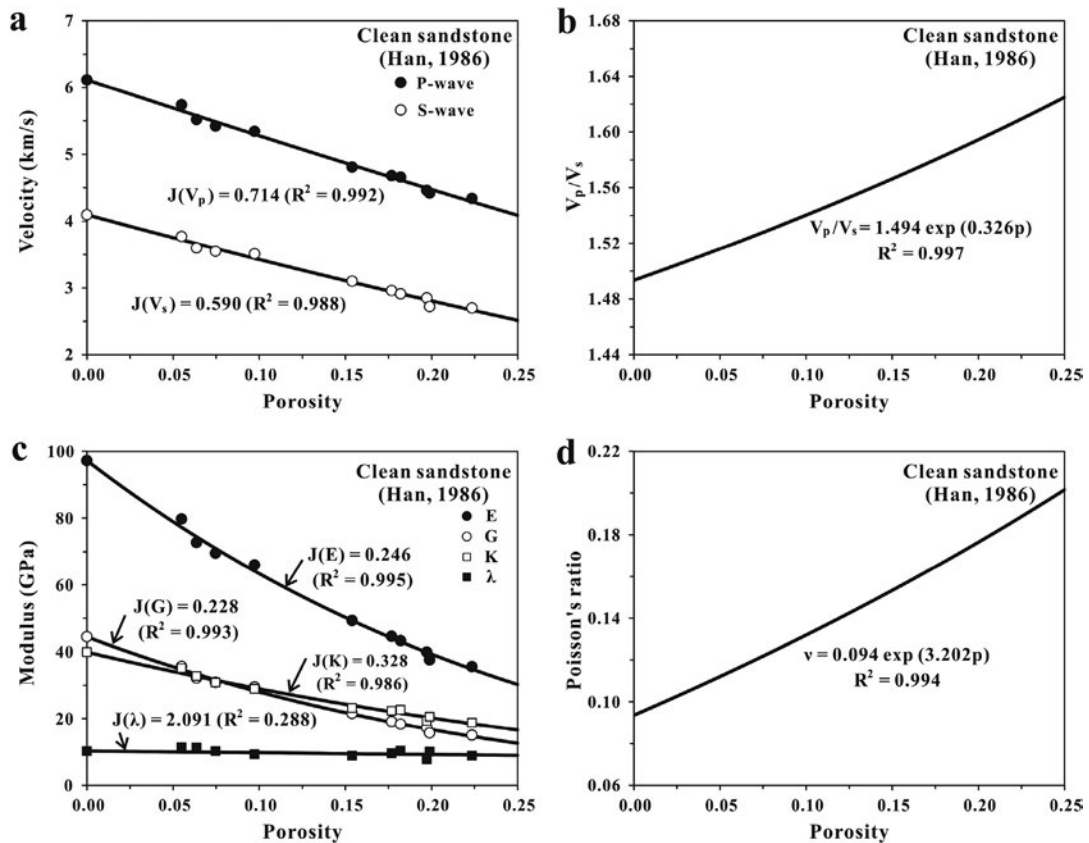 a
7
6
5
4
3
2
Velocity (km/s)
Clean sandstone
(Han, 1986)
P-wave
S-wave
J(Vp) = 0.714 (R² = 0.992)
J(Vs) = 0.590 (R² = 0.988)
0.00 0.05 0.10 0.15 0.20 0.25
Porosity
b
1.68
1.64
1.60
1.56
1.52
1.48
1.44
Vp/Vs
Clean sandstone
(Han, 1986)
Vp/Vs = 1.494 exp (0.326p)
R² = 0.997
0.00 0.05 0.10 0.15 0.20 0.25
Porosity
c
100
80
60
40
20
0
Modulus (GPa)
Clean sandstone
(Han, 1986)
E
G
K
λ
J(E) = 0.246
(R² = 0.995)
J(G) = 0.228
(R² = 0.993)
J(K) = 0.328
(R² = 0.986)
J(λ) = 2.091 (R² = 0.288)
0.00 0.05 0.10 0.15 0.20 0.25
Porosity
d
0.22
0.18
0.14
0.10
0.06
Poisson's ratio
Clean sandstone
(Han, 1986)
ν = 0.094 exp (3.202p)
R² = 0.994
0.00 0.05 0.10 0.15 0.20 0.25
Porosity